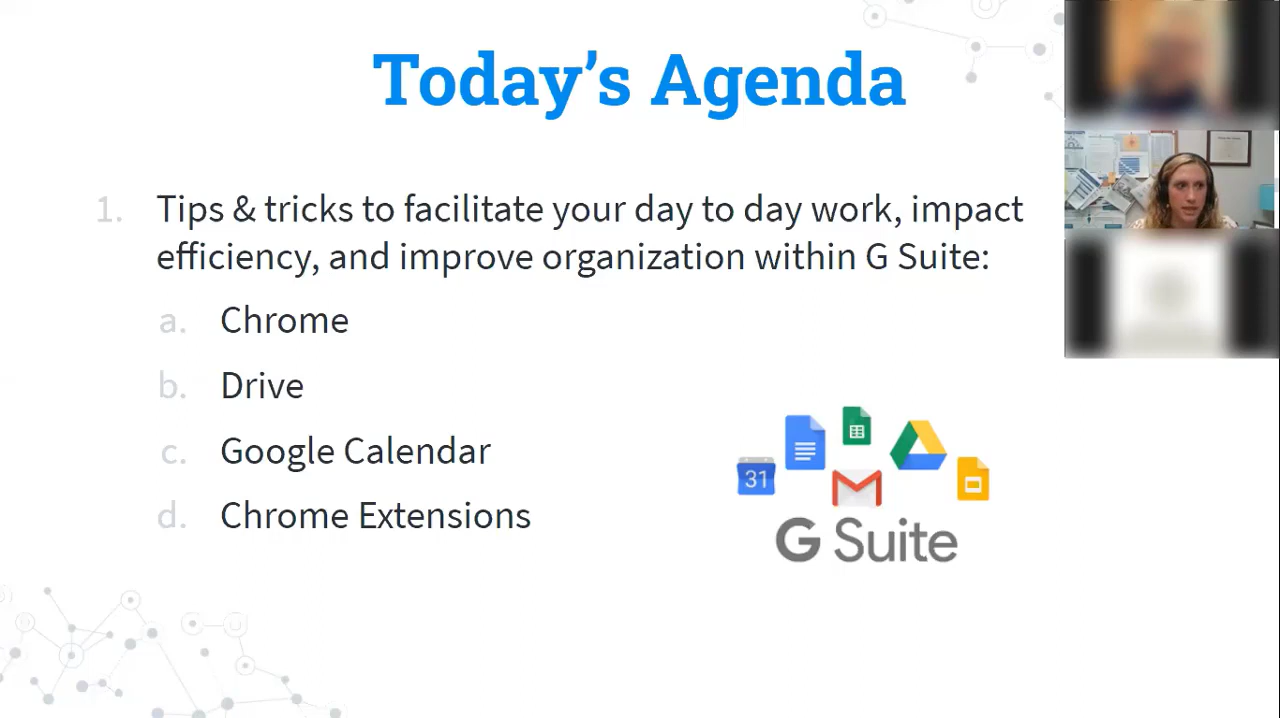 Today's Agenda
1. Tips & tricks to facilitate your day to day work, impact
efficiency, and improve organization within G Suite:
a. Chrome
b. Drive
c. Google Calendar
d. Chrome Extensions
31
G Suite